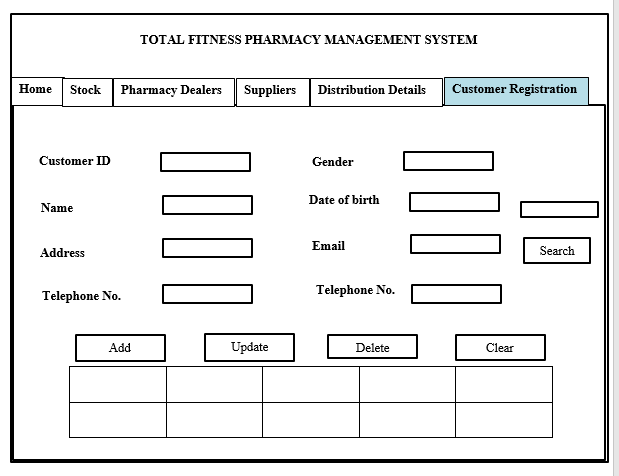 TOTAL FITNESS PHARMACY MANAGEMENT SYSTEM
Home Stock Pharmacy Dealers Suppliers Distribution Details Customer Registration
Customer ID Gender
Name Date of birth
Address Email Search
Telephone No. Telephone No.
Add Update Delete Clear